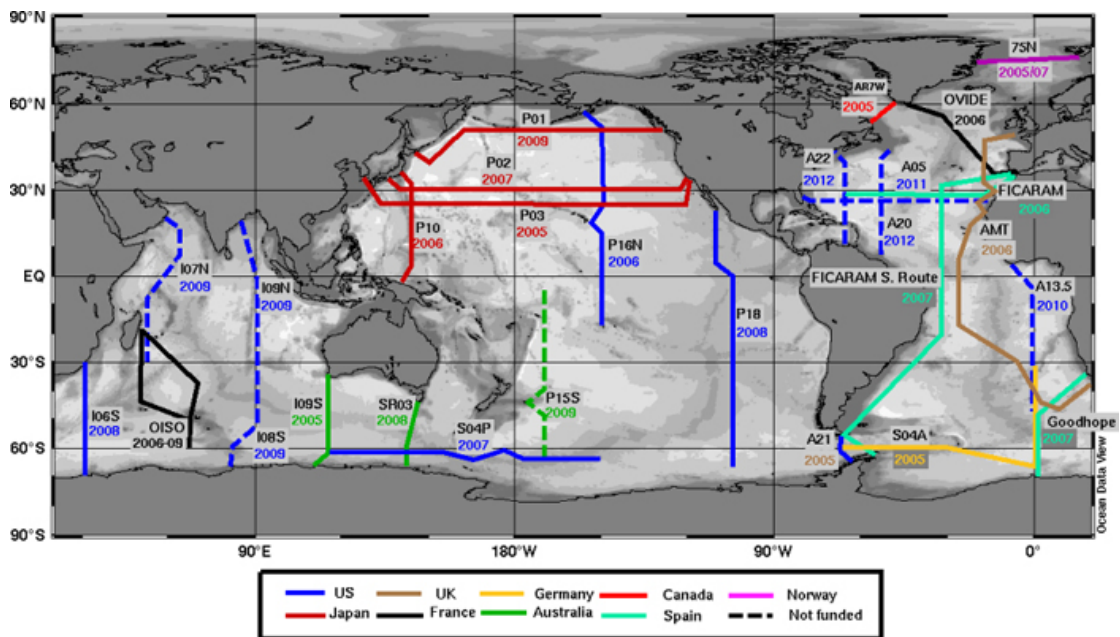 90°N
60°N
30°N
EQ
30°S
60°S
90°S
90°E
180°W
90°W
0°
75N
2005/07
AR7W
2005
OVIDE
2006
P01
2009
P02
2007
P03
2005
P10
2006
P16N
2006
A22
2012
A05
2011
A20
2012
FICARAM
2006
AMT
2006
FICARAM S. Route
2007
A13.5
2010
I07N
2009
I09N
2009
P18
2008
P15S
2009
I06S
2008
OISO
2006-09
I08S
2009
I09S
2005
SR03
2008
S04P
2007
A21
2005
S04A
2005
Goodhope
2007
Ocean Data View
US
UK
Germany
Canada
Norway
Japan
France
Australia
Spain
Not funded